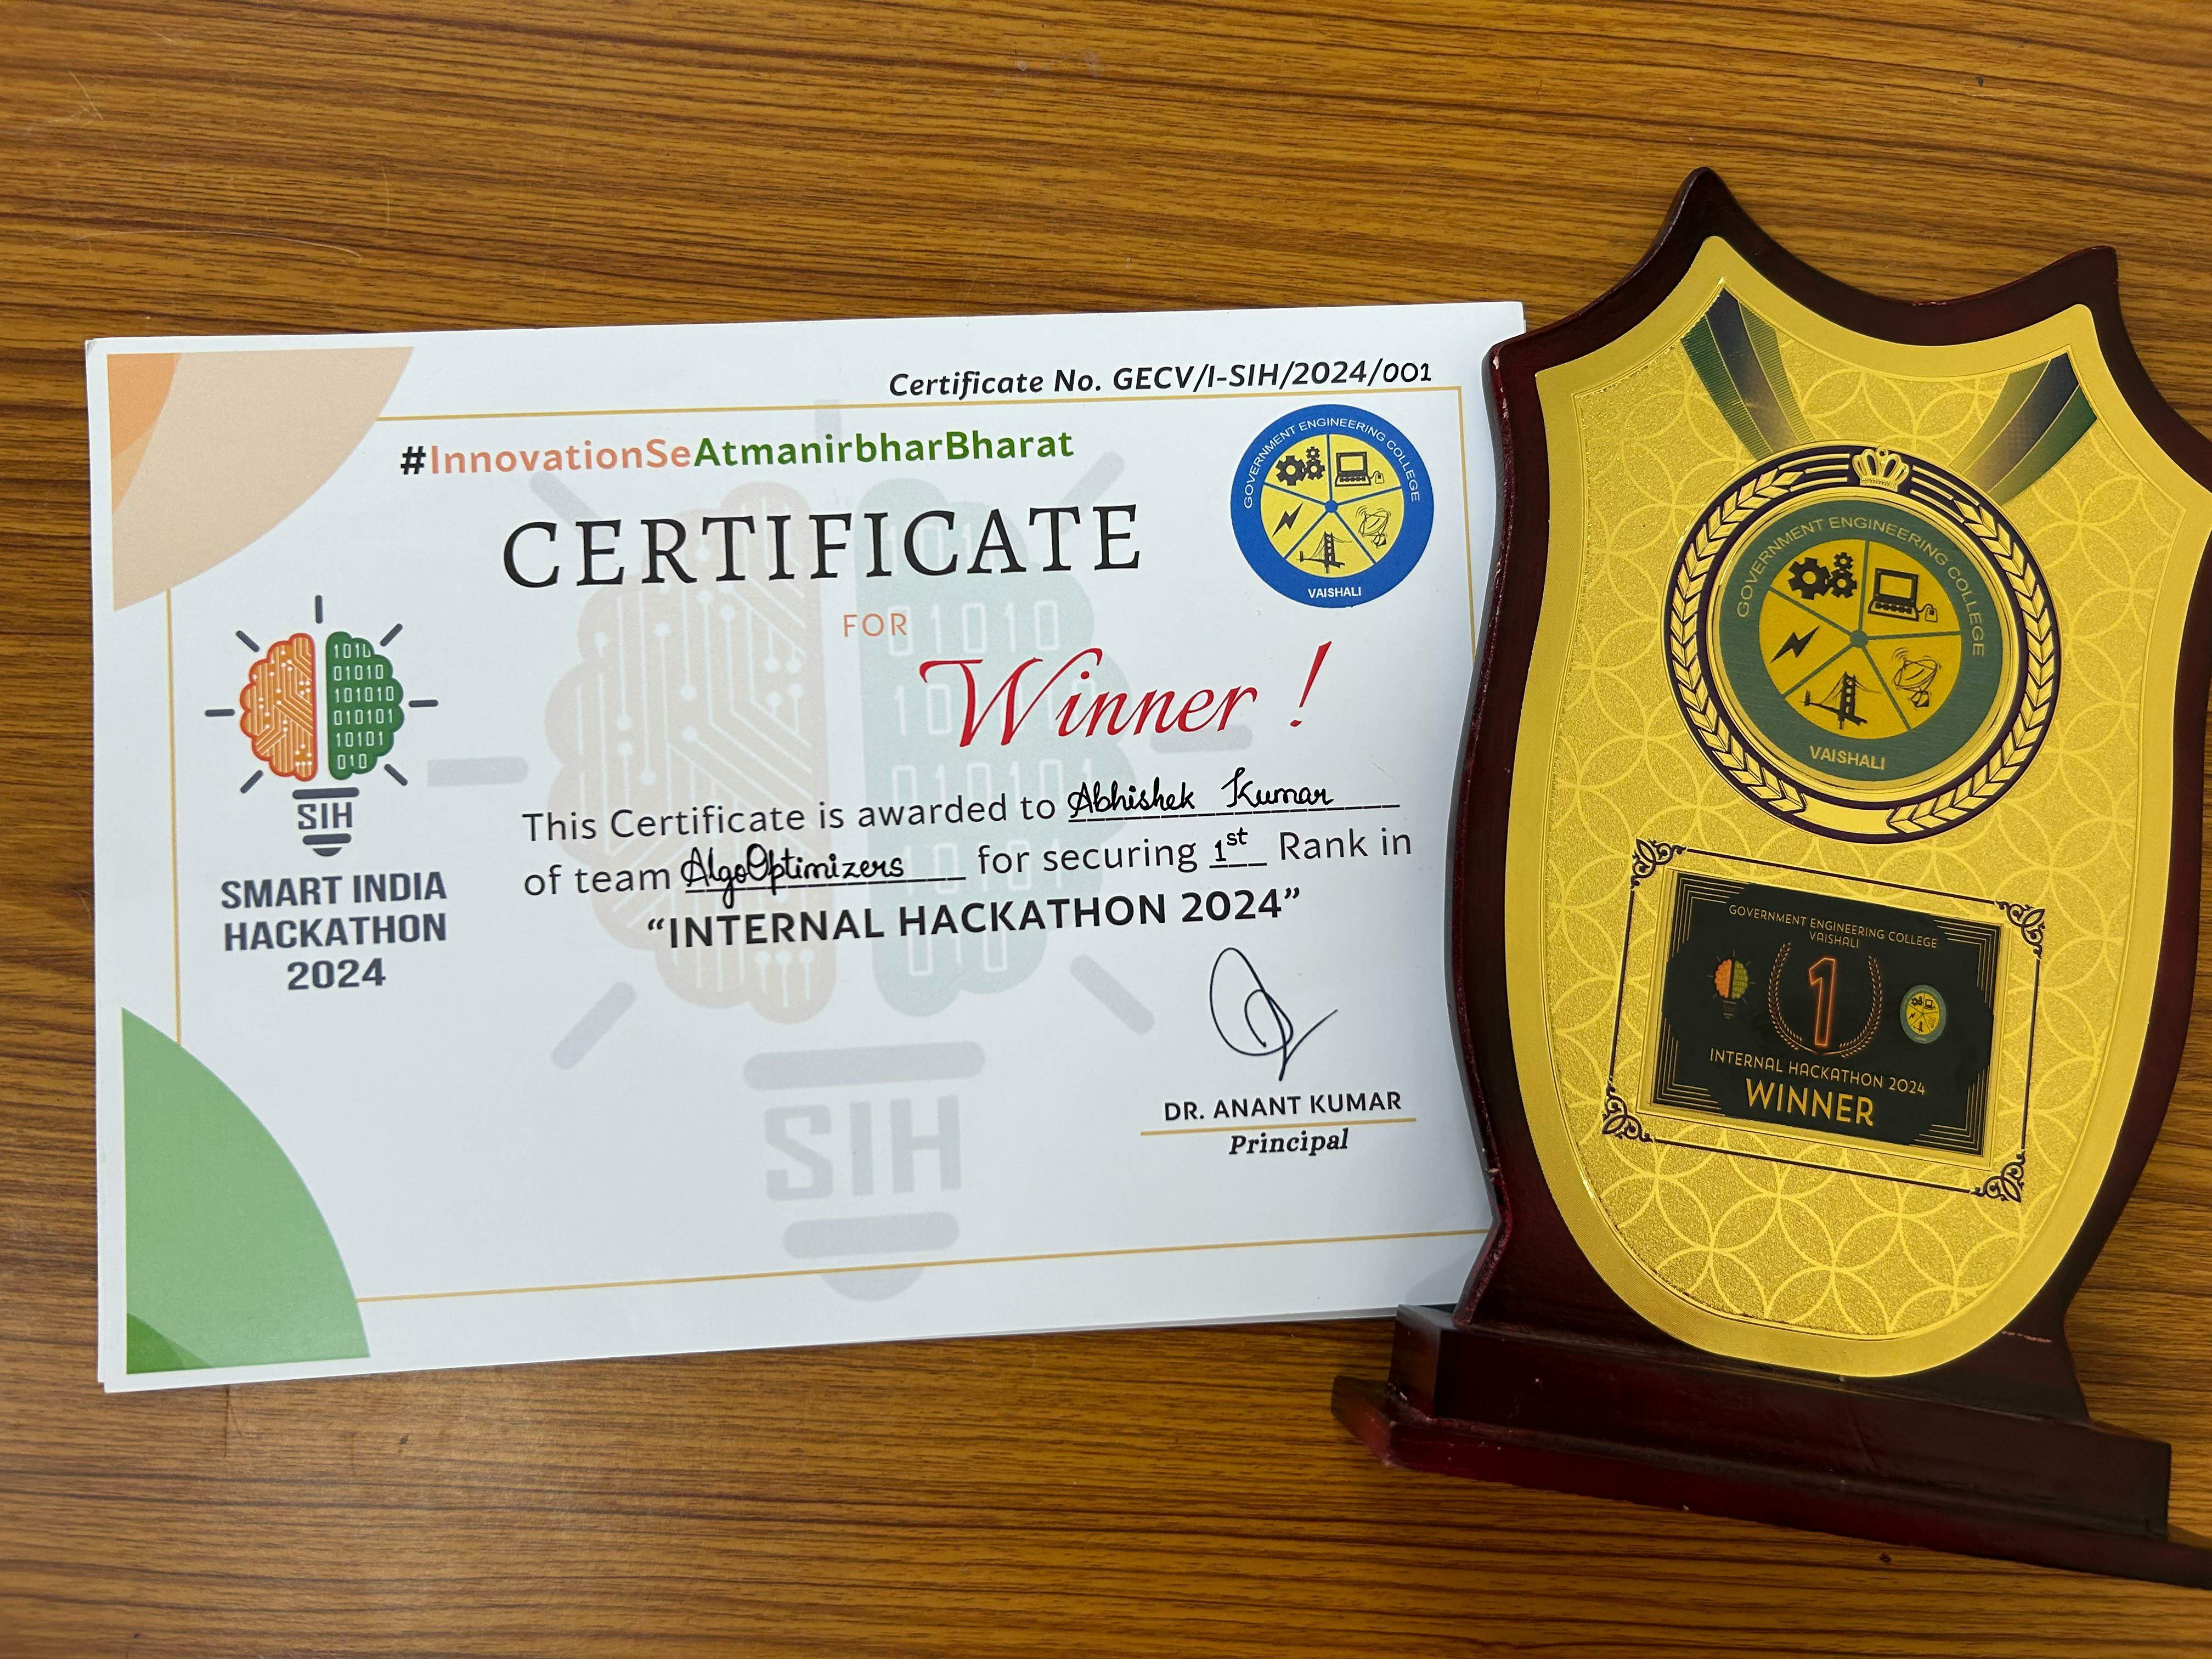 Certificate No. GECV/I-SIH/2024/001
#InnovationSeAtmanirbharBharat
GOVERNMENT ENGINEERING COLLEGE
VAISHALI
CERTIFICATE
FOR
Winner !
1010
01010
101010
010101
10101
010
SIH
SMART INDIA
HACKATHON
2024
This Certificate is awarded to Abhishek Kumar
of team AlgoOptimizers for securing 1st Rank in
“INTERNAL HACKATHON 2024”
DR. ANANT KUMAR
Principal
SIH
GOVERNMENT ENGINEERING COLLEGE
VAISHALI
GOVERNMENT ENGINEERING COLLEGE
VAISHALI
1
INTERNAL HACKATHON 2024
WINNER